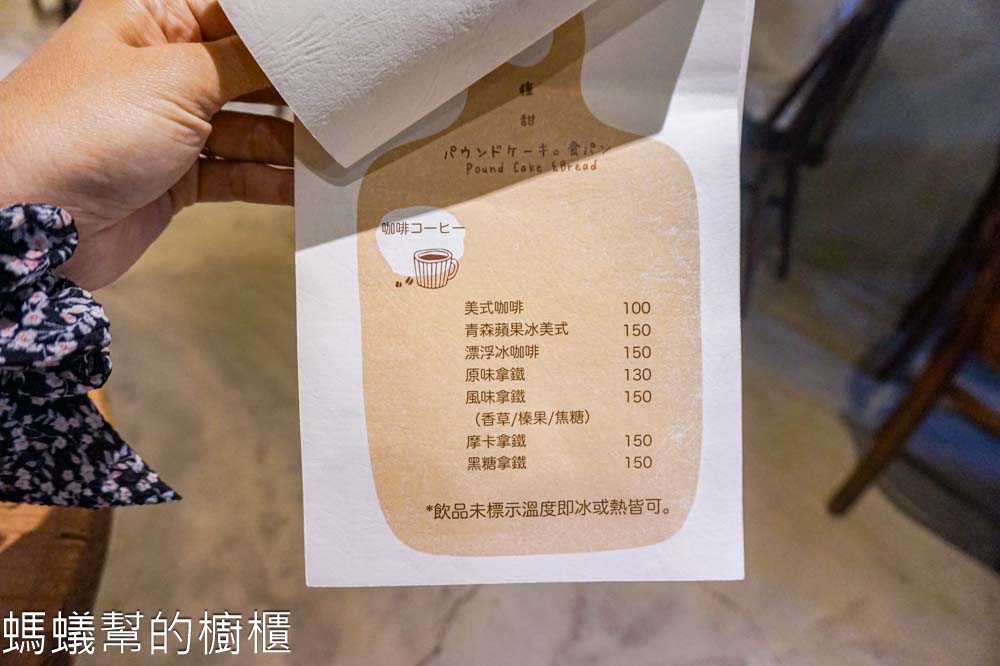 種
甜
パウンドケーキ。食パン
Pound Cake &Bread
咖啡コーヒー
美式咖啡 100
青森蘋果冰美式 150
漂浮冰咖啡 150
原味拿鐵 130
風味拿鐵 150
（香草/榛果/焦糖）
摩卡拿鐵 150
黑糖拿鐵 150
*飲品未標示溫度即冰或熱皆可。
螞蟻幫的櫥櫃